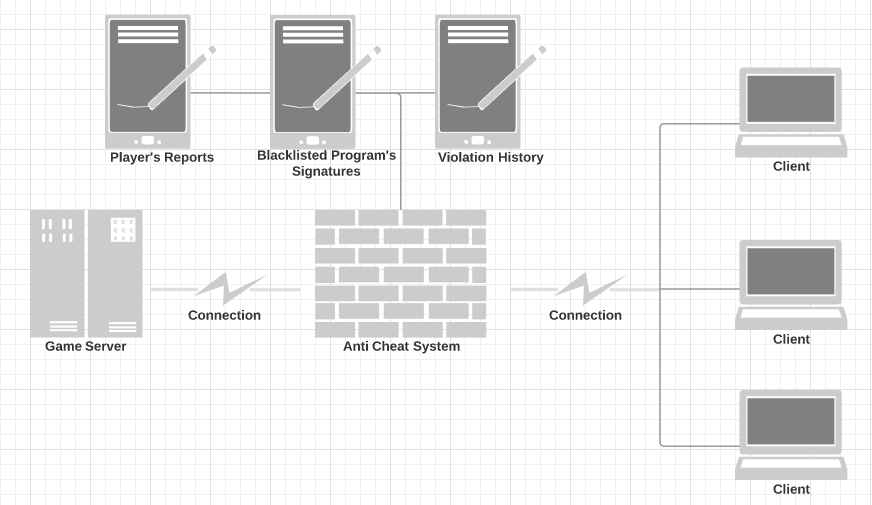 Player's Reports
Blacklisted Program's
Signatures
Violation History
Client
Game Server
Connection
Anti Cheat System
Connection
Client
Client